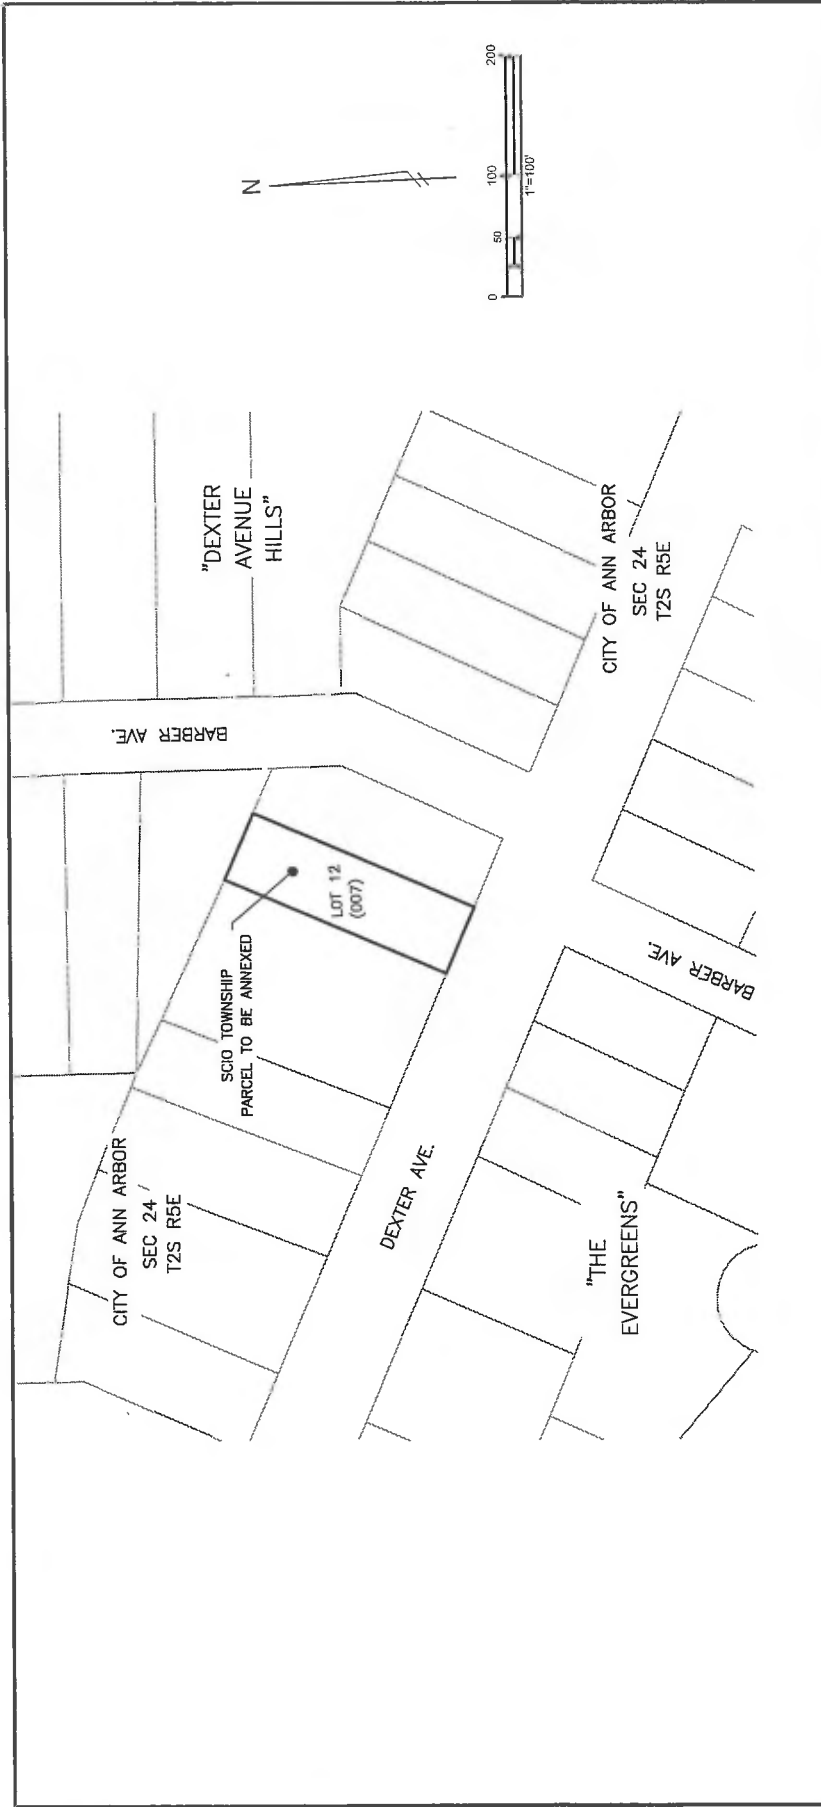 N
0
50
100
200
1"=100'
"DEXTER
AVENUE
HILLS"
BARBER AVE.
CITY OF ANN ARBOR
SEC 24
T2S R5E
SCIO TOWNSHIP
PARCEL TO BE ANNEXED
LOT 12
(007)
CITY OF ANN ARBOR
SEC 24
T2S R5E
DEXTER AVE.
BARBER AVE.
"THE
EVERGREENS"